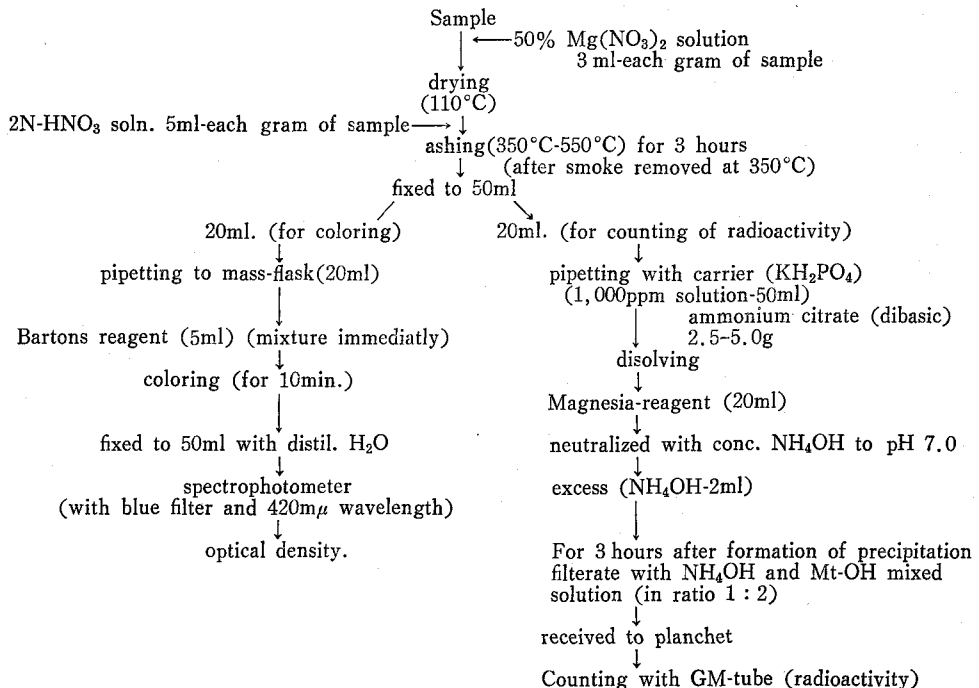 Sample
50% Mg(NO₃)₂ solution
3 ml-each gram of sample
drying
(110°C)
2N-HNO₃ soln. 5ml-each gram of sample
ashing(350°C-550°C) for 3 hours
(after smoke removed at 350°C)
fixed to 50ml
20ml. (for coloring)
pipetting to mass-flask(20ml)
Bartons reagent (5ml) (mixture immediatly)
coloring (for 10min.)
fixed to 50ml with distil. H₂O
spectrophotometer
(with blue filter and 420mμ wavelength)
optical density.
20ml. (for counting of radioactivity)
pipetting with carrier (KH₂PO₄)
(1,000ppm solution-50ml)
ammonium citrate (dibasic)
2.5-5.0g
disolving
Magnesia-reagent (20ml)
neutralized with conc. NH₄OH to pH 7.0
excess (NH₄OH-2ml)
For 3 hours after formation of precipitation
filterate with NH₄OH and Mt-OH mixed
solution (in ratio 1 : 2)
received to planchet
Counting with GM-tube (radioactivity)